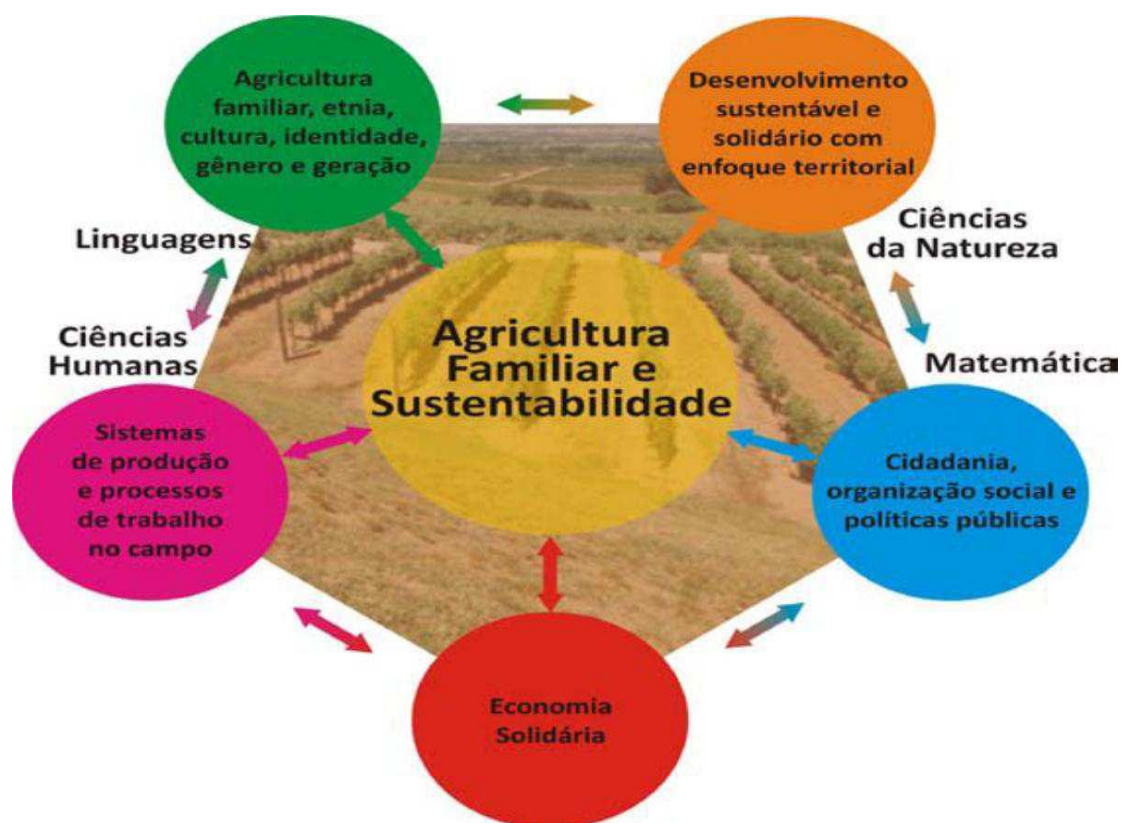 Agricultura
familiar, etnia,
cultura, identidade,
gênero e geração
Desenvolvimento
sustentável e
solidário com
enfoque territorial
Linguagens
Ciências
da Natureza
Ciências
Humanas
Agricultura
Familiar e
Sustentabilidade
Matemática
Sistemas
de produção
e processos
de trabalho
no campo
Cidadania,
organização social e
políticas públicas
Economia
Solidária